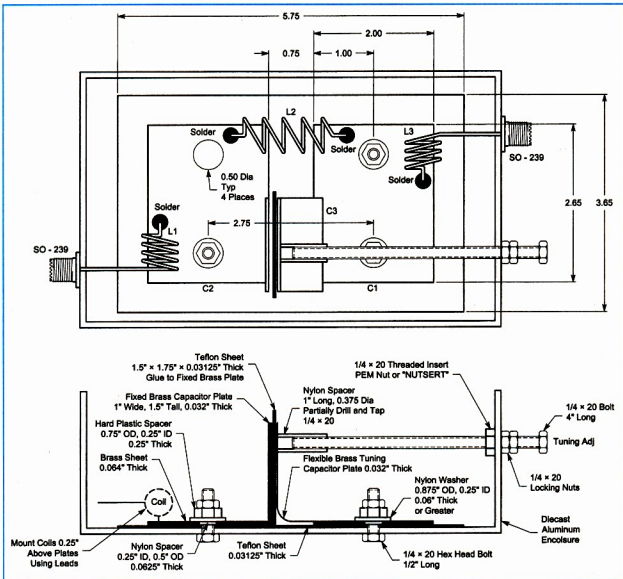 5.75
2.00
0.75
1.00
L2
Solder
Solder
L3
SO - 239
0.50 Dia
Typ
4 Places
Solder
C3
Solder
L1
2.75
2.65
3.65
SO - 239
C2
C1
Teflon Sheet
1.5" × 1.75" × 0.03125" Thick
Glue to Fixed Brass Plate
1/4 × 20 Threaded Insert
PEM Nut or "NUTSERT"
Fixed Brass Capacitor Plate
1" Wide, 1.5" Tall, 0.032" Thick
Nylon Spacer
1" Long, 0.375 Dia
Partially Drill and Tap
1/4 × 20
1/4 × 20 Bolt
4" Long
Hard Plastic Spacer
0.75" OD, 0.25" ID
0.25" Thick
Tuning Adj
Brass Sheet
0.064" Thick
Flexible Brass Tuning
Capacitor Plate 0.032" Thick
Nylon Washer
0.875" OD, 0.25" ID
0.06" Thick
or Greater
1/4 × 20
Locking Nuts
Coil
Diecast
Aluminum
Encolsure
Mount Coils 0.25"
Above Plates
Using Leads
Nylon Spacer
0.25" ID, 0.5" OD
0.0625" Thick
Teflon Sheet
0.03125" Thick
1/4 × 20 Hex Head Bolt
1/2" Long